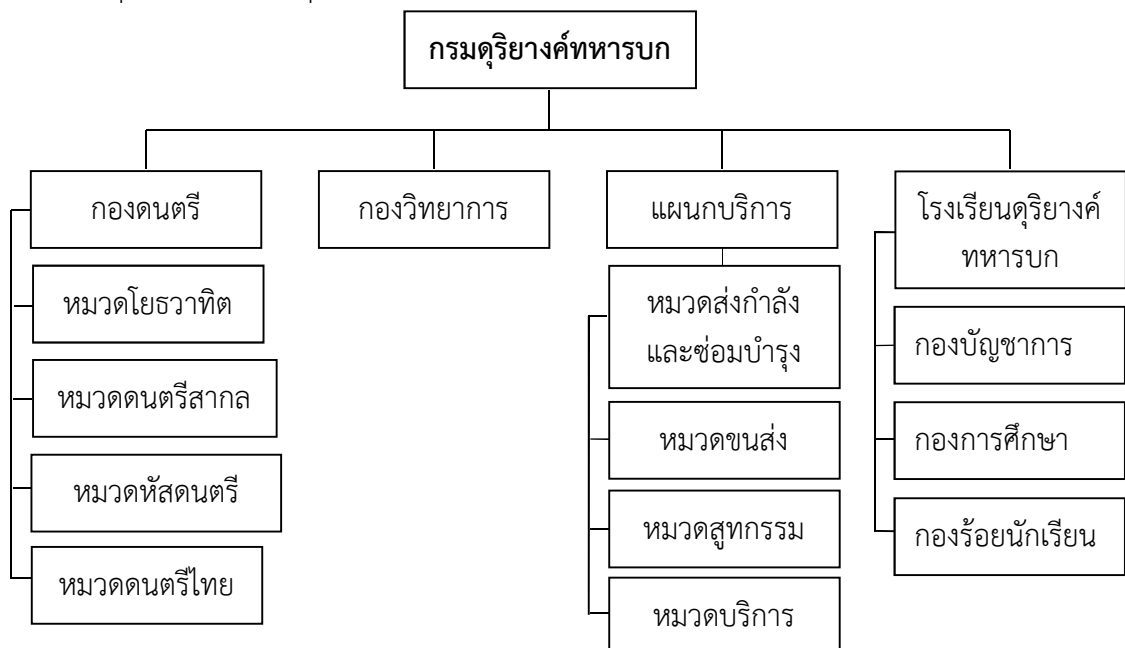 กรมดุริยางค์ทหารบก
กองดนตรี
หมวดโยธวาทิต
หมวดดนตรีสากล
หมวดหัสดนตรี
หมวดดนตรีไทย
กองวิทยาการ
แผนกบริการ
หมวดส่งกำลัง
และซ่อมบำรุง
หมวดขนส่ง
หมวดสูทกรรม
หมวดบริการ
โรงเรียนดุริยางค์
ทหารบก
กองบัญชาการ
กองการศึกษา
กองร้อยนักเรียน